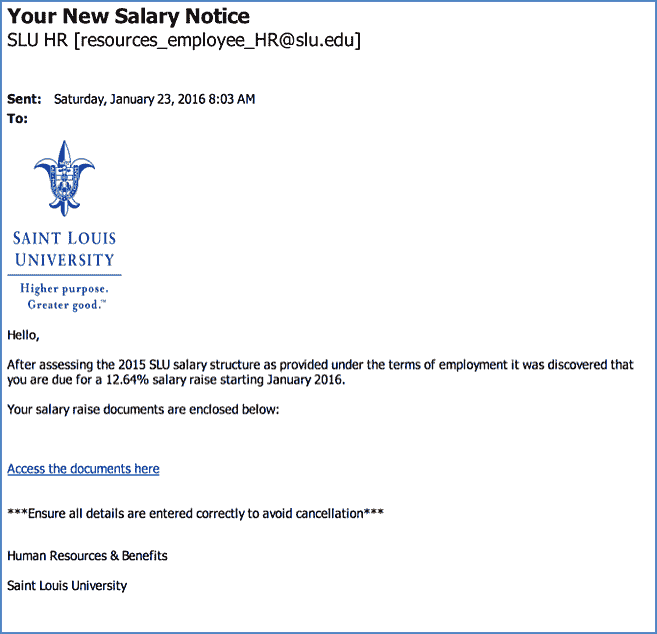 Your New Salary Notice
SLU HR [resources_employee_HR@slu.edu]
Sent: Saturday, January 23, 2016 8:03 AM
To:
SAINT LOUIS
UNIVERSITY
Higher purpose.
Greater good.™
Hello,
After assessing the 2015 SLU salary structure as provided under the terms of employment it was discovered that
you are due for a 12.64% salary raise starting January 2016.
Your salary raise documents are enclosed below:
Access the documents here
***Ensure all details are entered correctly to avoid cancellation***
Human Resources & Benefits
Saint Louis University